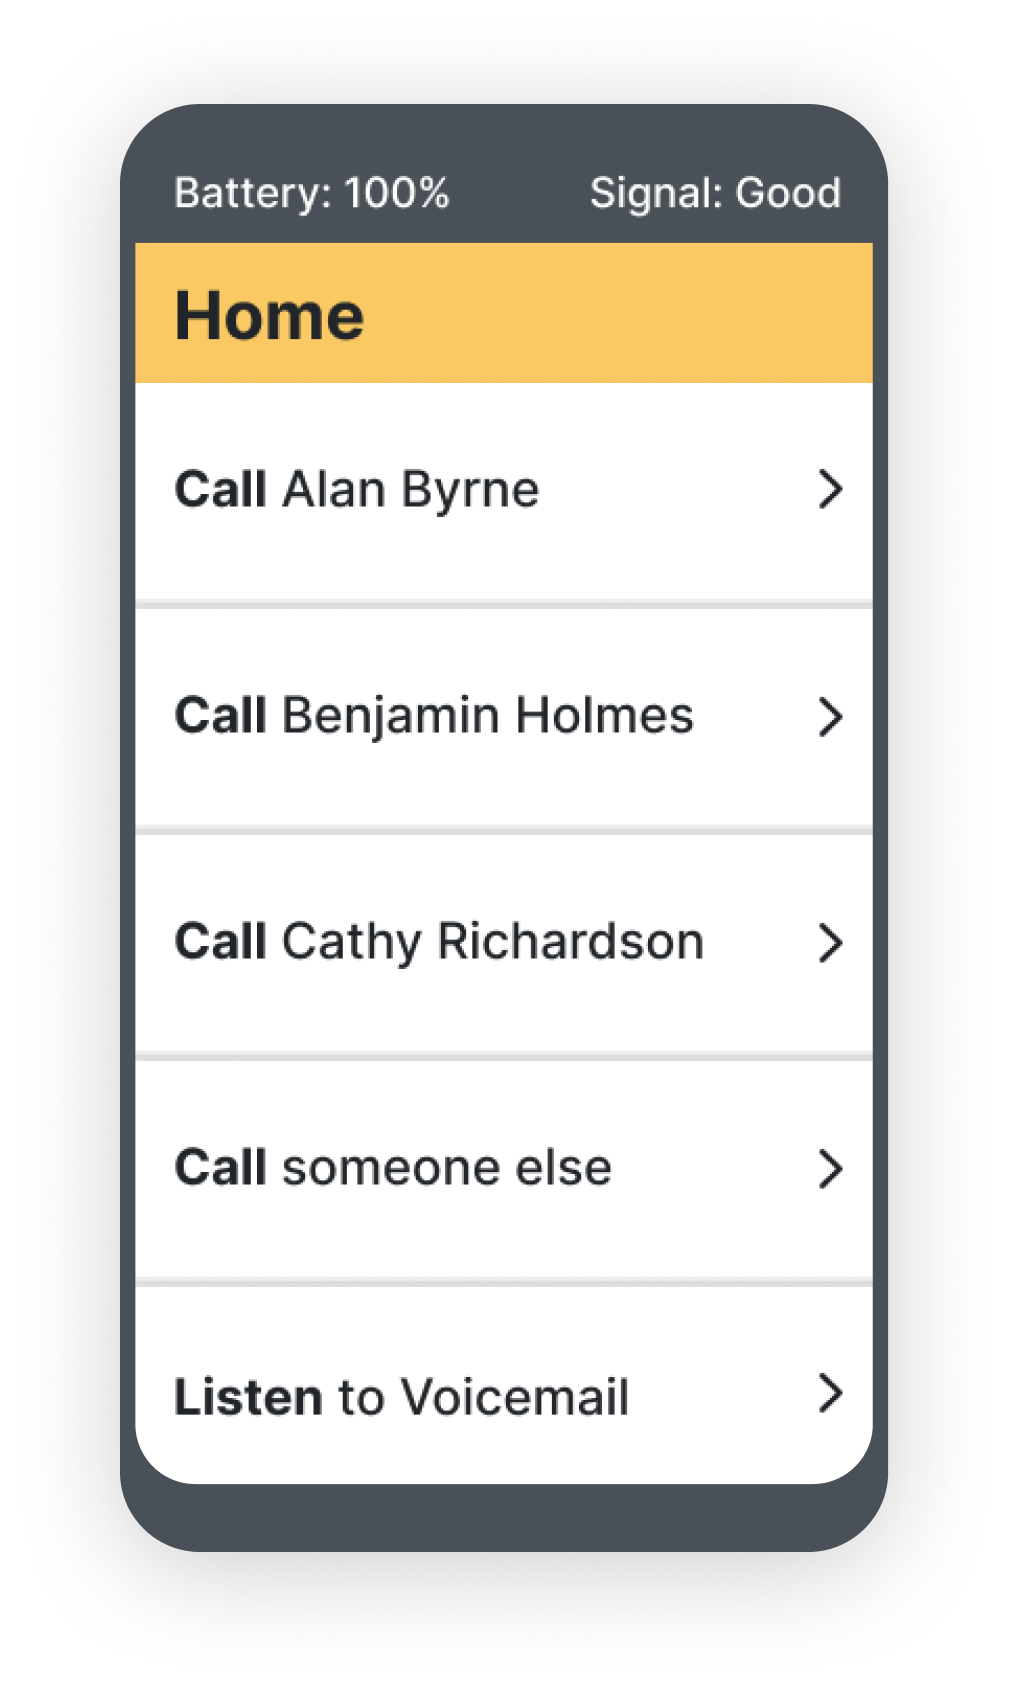 Battery: 100% Signal: Good
Home
Call Alan Byrne
Call Benjamin Holmes
Call Cathy Richardson
Call someone else
Listen to Voicemail